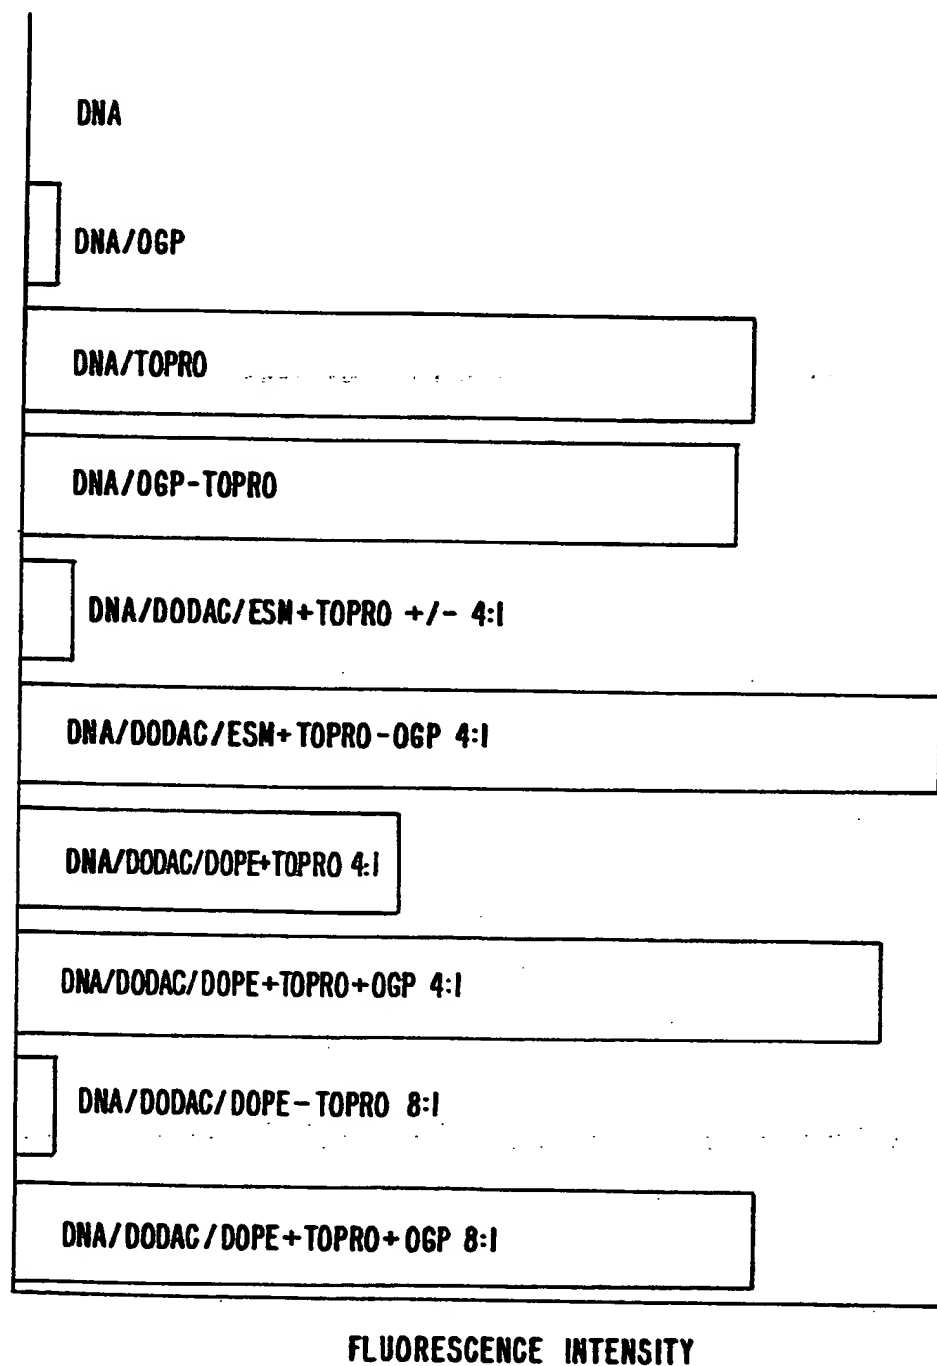 DNA
DNA/OGP
DNA/TOPRO
DNA/OGP-TOPRO
DNA/DODAC/ESM+TOPRO +/- 4:1
DNA/DODAC/ESM+TOPRO-OGP 4:1
DNA/DODAC/DOPE+TOPRO 4:1
DNA/DODAC/DOPE+TOPRO+OGP 4:1
DNA/DODAC/DOPE-TOPRO 8:1
DNA/DODAC/DOPE+TOPRO+OGP 8:1
FLUORESCENCE INTENSITY